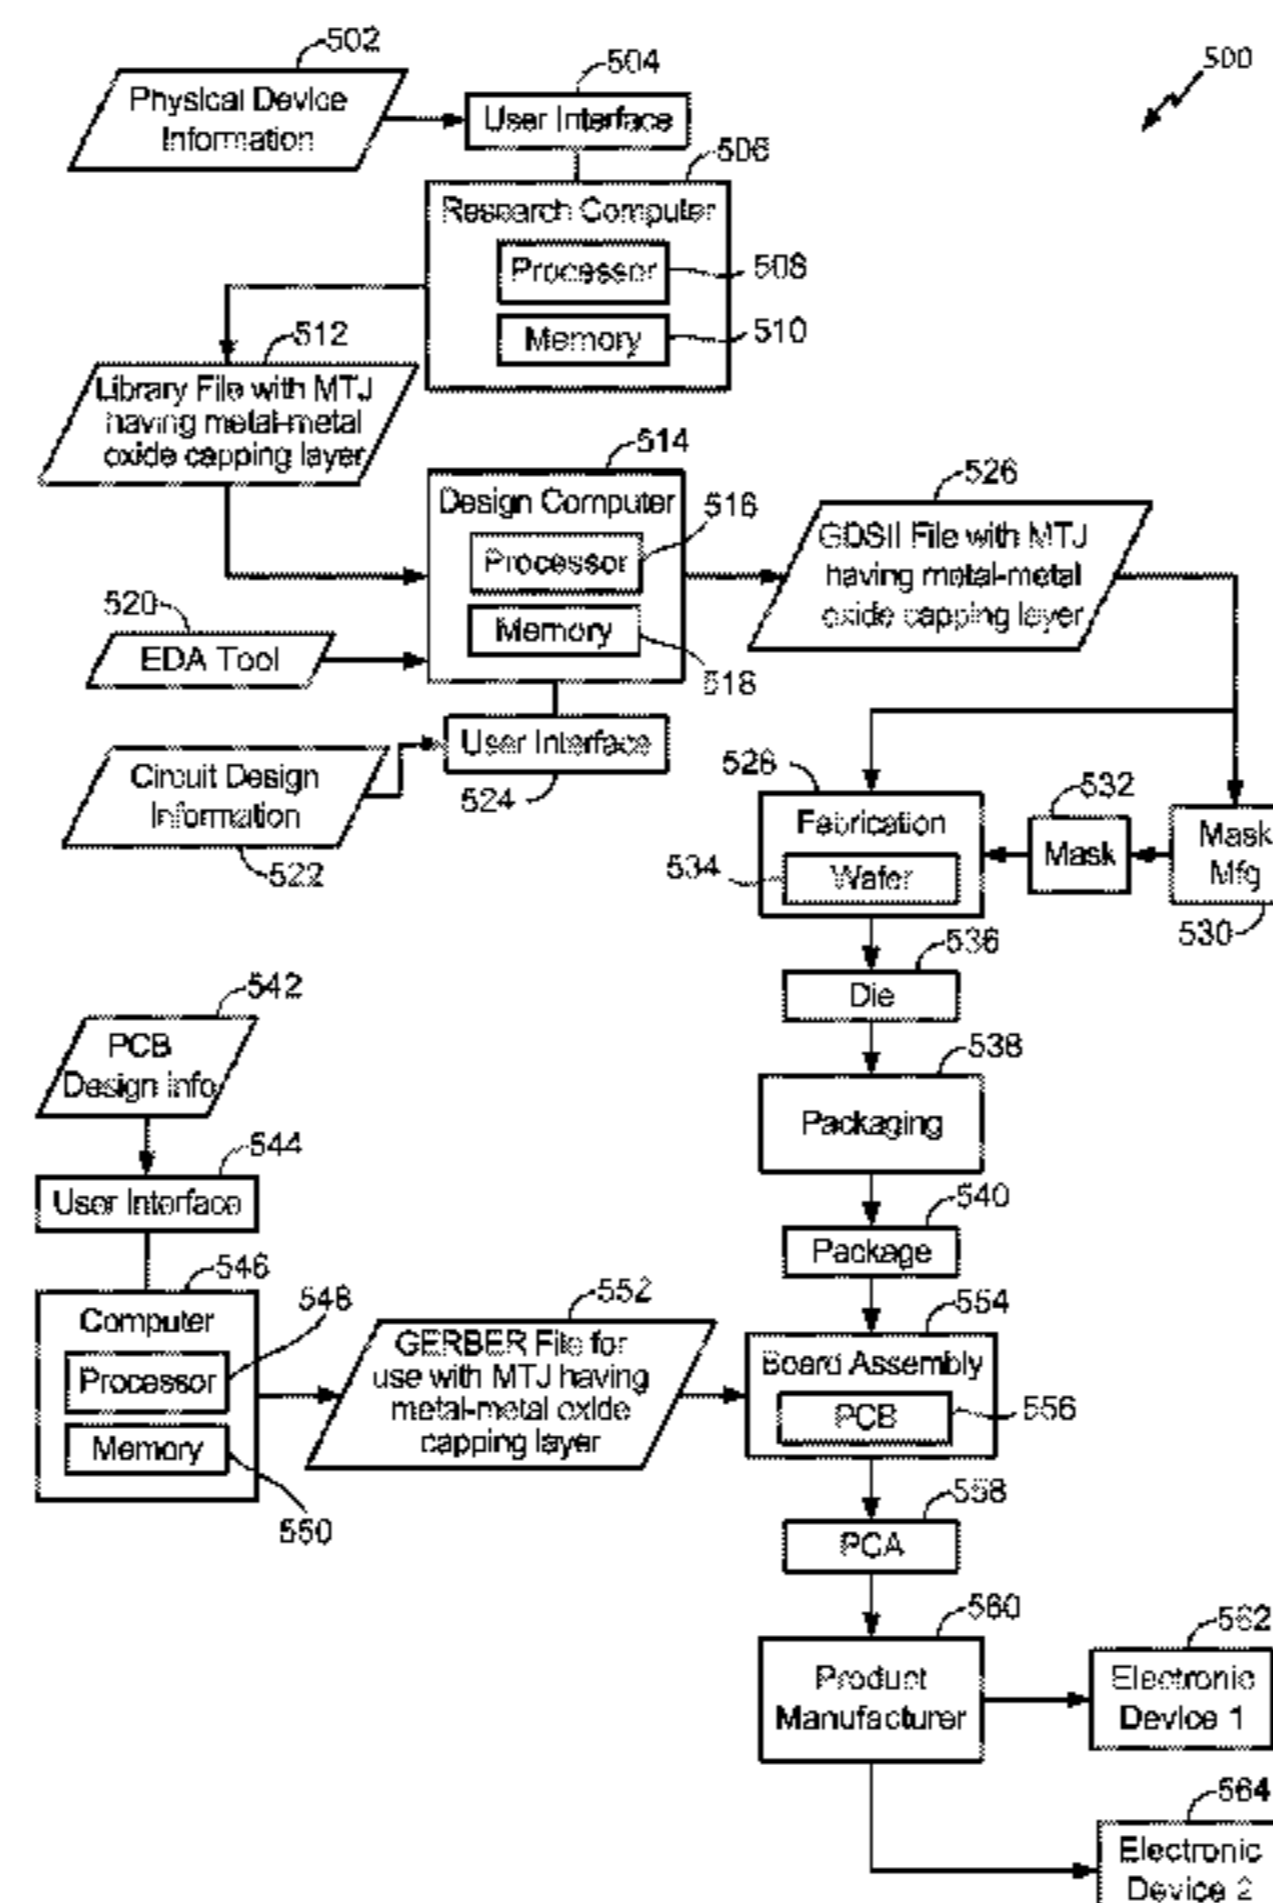 502
504
500
Physical Device
Information
User Interface
506
Research Computer
Processor
508
Memory
510
512
Library File with MTJ
having metal-metal
oxide capping layer
514
Design Computer
516
Processor
Memory
518
526
GDSII File with MTJ
having metal-metal
oxide capping layer
520
EDA Tool
User Interface
524
Circuit Design
Information
522
528
Fabrication
534
Wafer
532
Mask
Mask
Mfg
530
536
Die
538
Packaging
540
Package
542
PCB
Design info
544
User Interface
546
Computer
548
Processor
Memory
550
552
GERBER File for
use with MTJ having
metal-metal oxide
capping layer
554
Board Assembly
PCB
556
558
PCA
560
Product
Manufacturer
562
Electronic
Device 1
564
Electronic
Device 2